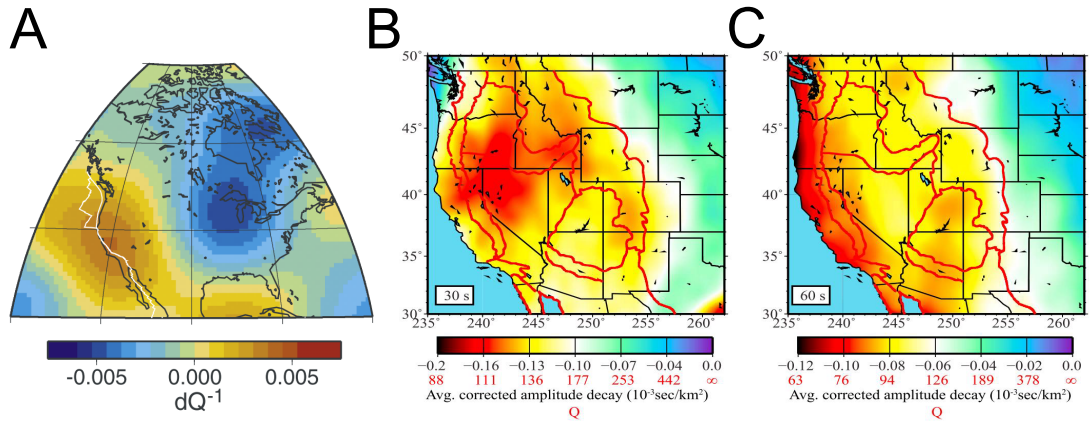 A
B
C
-0.005 0.000 0.005
dQ⁻¹
50°
45°
40°
35°
30°
30 s
235° 240° 245° 250° 255° 260°
−0.2 −0.16 −0.13 −0.10 −0.07 −0.04 0.0
88 111 136 177 253 442 ∞
Avg. corrected amplitude decay (10⁻³sec/km²)
Q
50°
45°
40°
35°
30°
60 s
235° 240° 245° 250° 255° 260°
−0.12 −0.10 −0.08 −0.06 −0.04 −0.02 0.0
63 76 94 126 189 378 ∞
Avg. corrected amplitude decay (10⁻³sec/km²)
Q